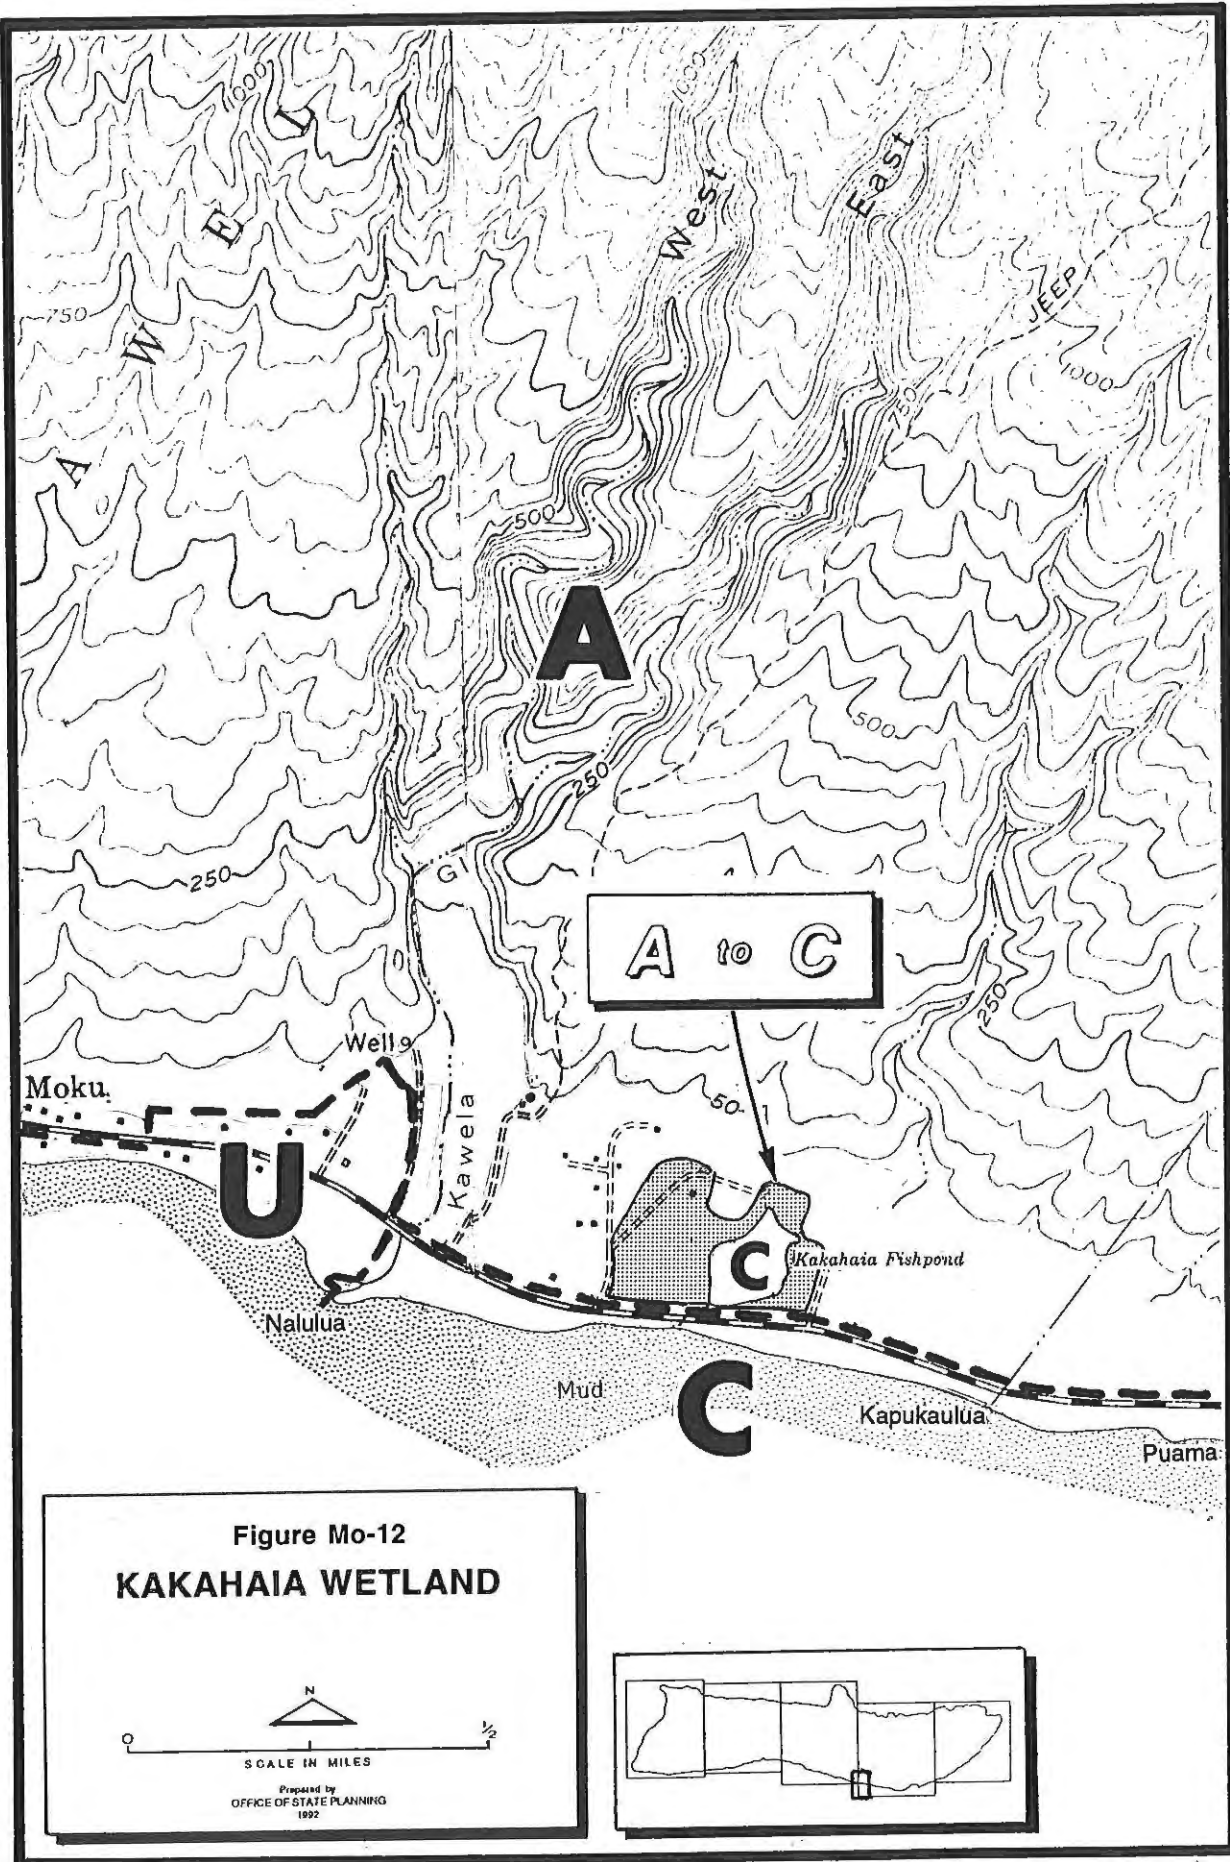 1000
1000
L
West
East
E
JEEP
750
W
1000
750
A
500
A
500
250
250
GI
A to C
250
Well
Moku
50
Kawela
U
C
Kakahaia Fishpond
Nalulua
Mud
C
Kapukaulua
Puama
Figure Mo-12
KAKAHAIA WETLAND
N
0
1/2
SCALE IN MILES
Prepared by
OFFICE OF STATE PLANNING
1992